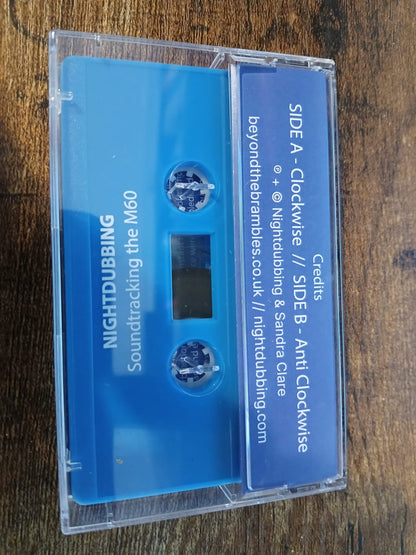 NIGHTDUBBING
Soundtracking the M60
Credits
SIDE A - Clockwise // SIDE B - Anti Clockwise
℗ + © Nightdubbing & Sandra Clare
beyondthebrambles.co.uk // nightdubbing.com